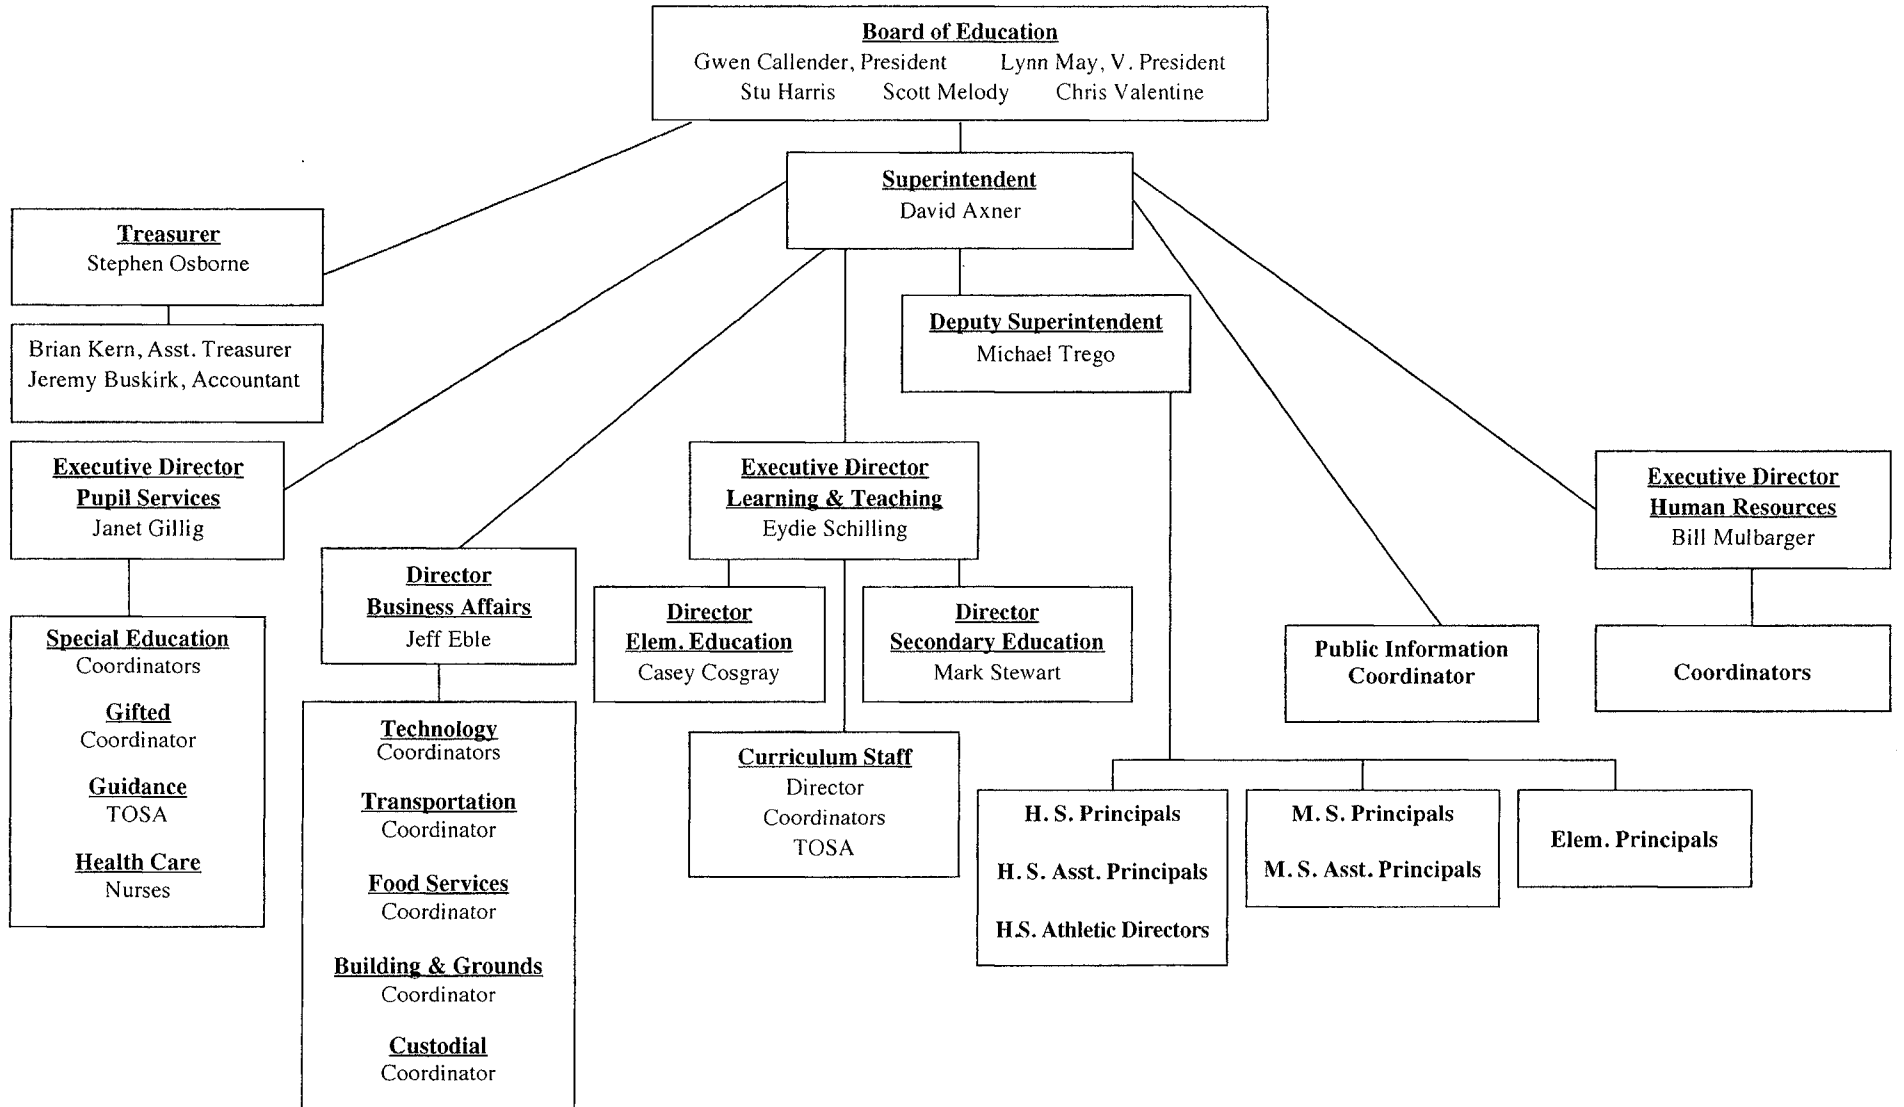 Board of Education
Gwen Callender, President Lynn May, V. President
Stu Harris Scott Melody Chris Valentine
Superintendent
David Axner
Treasurer
Stephen Osborne
Brian Kern, Asst. Treasurer
Jeremy Buskirk, Accountant
Deputy Superintendent
Michael Trego
Executive Director
Pupil Services
Janet Gillig
Special Education
Coordinators
Gifted
Coordinator
Guidance
TOSA
Health Care
Nurses
Director
Business Affairs
Jeff Eble
Technology
Coordinators
Transportation
Coordinator
Food Services
Coordinator
Building & Grounds
Coordinator
Custodial
Coordinator
Executive Director
Learning & Teaching
Eydie Schilling
Director
Elem. Education
Casey Cosgray
Director
Secondary Education
Mark Stewart
Curriculum Staff
Director
Coordinators
TOSA
H. S. Principals
H. S. Asst. Principals
H.S. Athletic Directors
M. S. Principals
M. S. Asst. Principals
Elem. Principals
Public Information
Coordinator
Executive Director
Human Resources
Bill Mulbarger
Coordinators